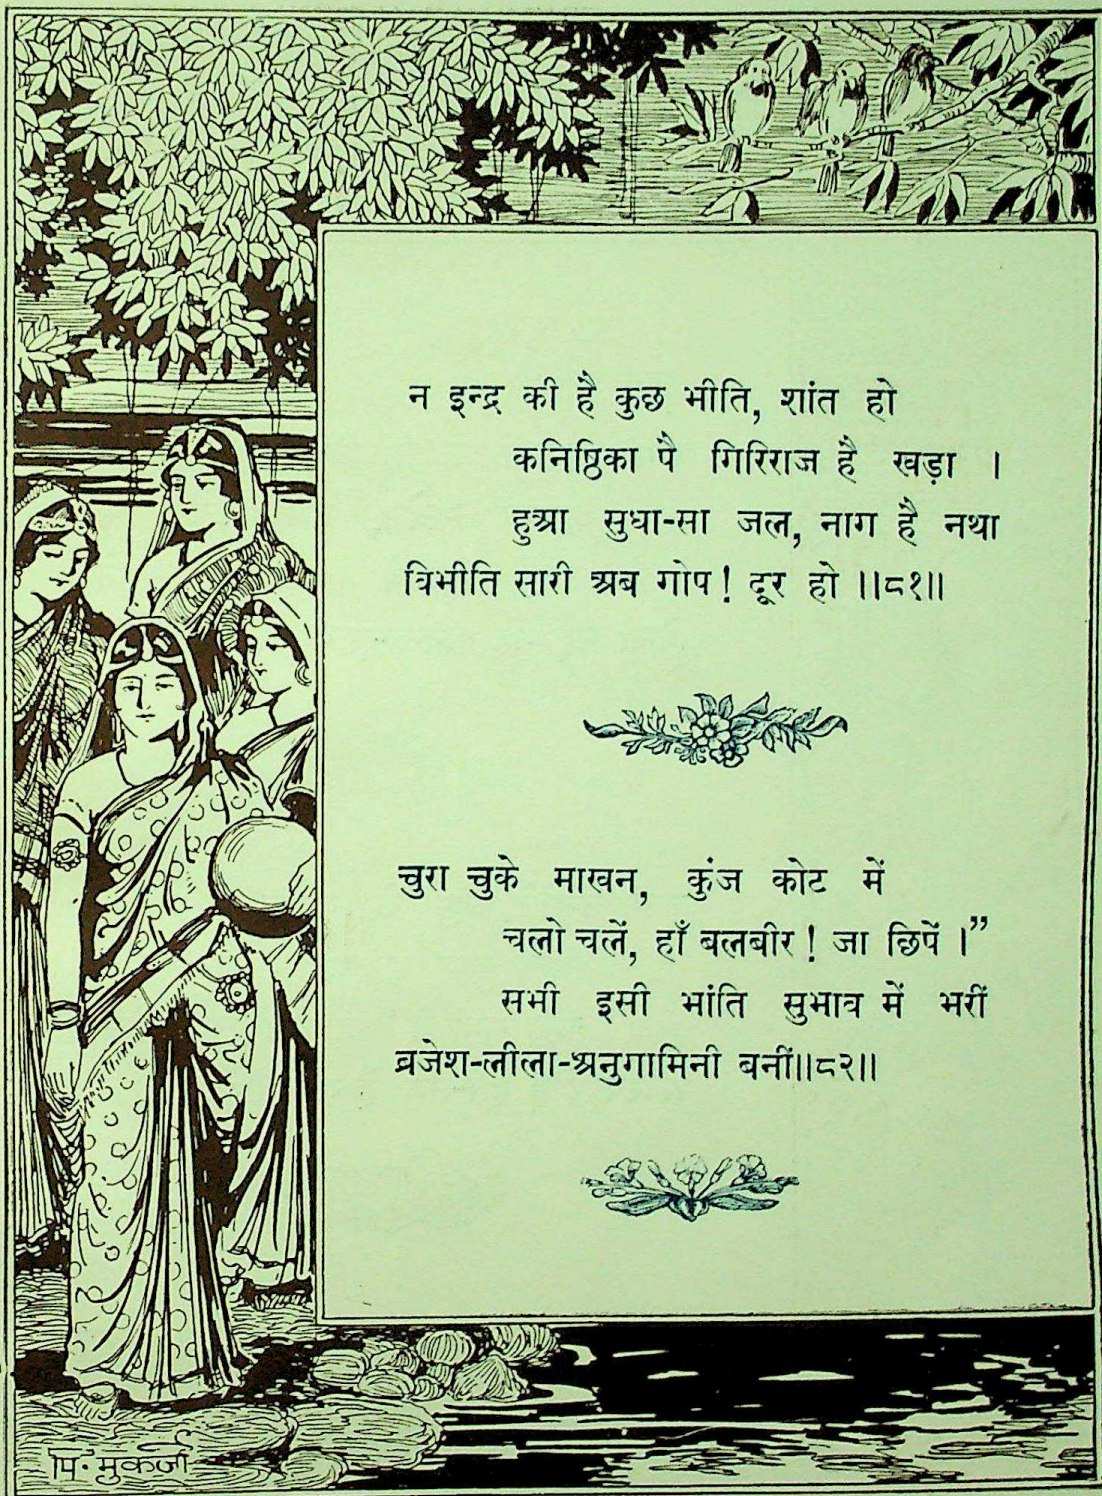 न इन्द्र की है कुछ भीति, शांत हो
कनिष्ठिका पै गिरिराज है खड़ा ।
हुआ सुधा-सा जल, नाग है नथा
विभीति सारी अब गोप! दूर हो ॥८१॥
चुरा चुके माखन, कुंज कोट में
चलो चलें, हाँ बलबीर! जा छिपें ।”
सभी इसी भांति सुभाव में भरीं
ब्रजेश-लीला-अनुगामिनी बनीं॥८२॥
पि. मुकर्जी